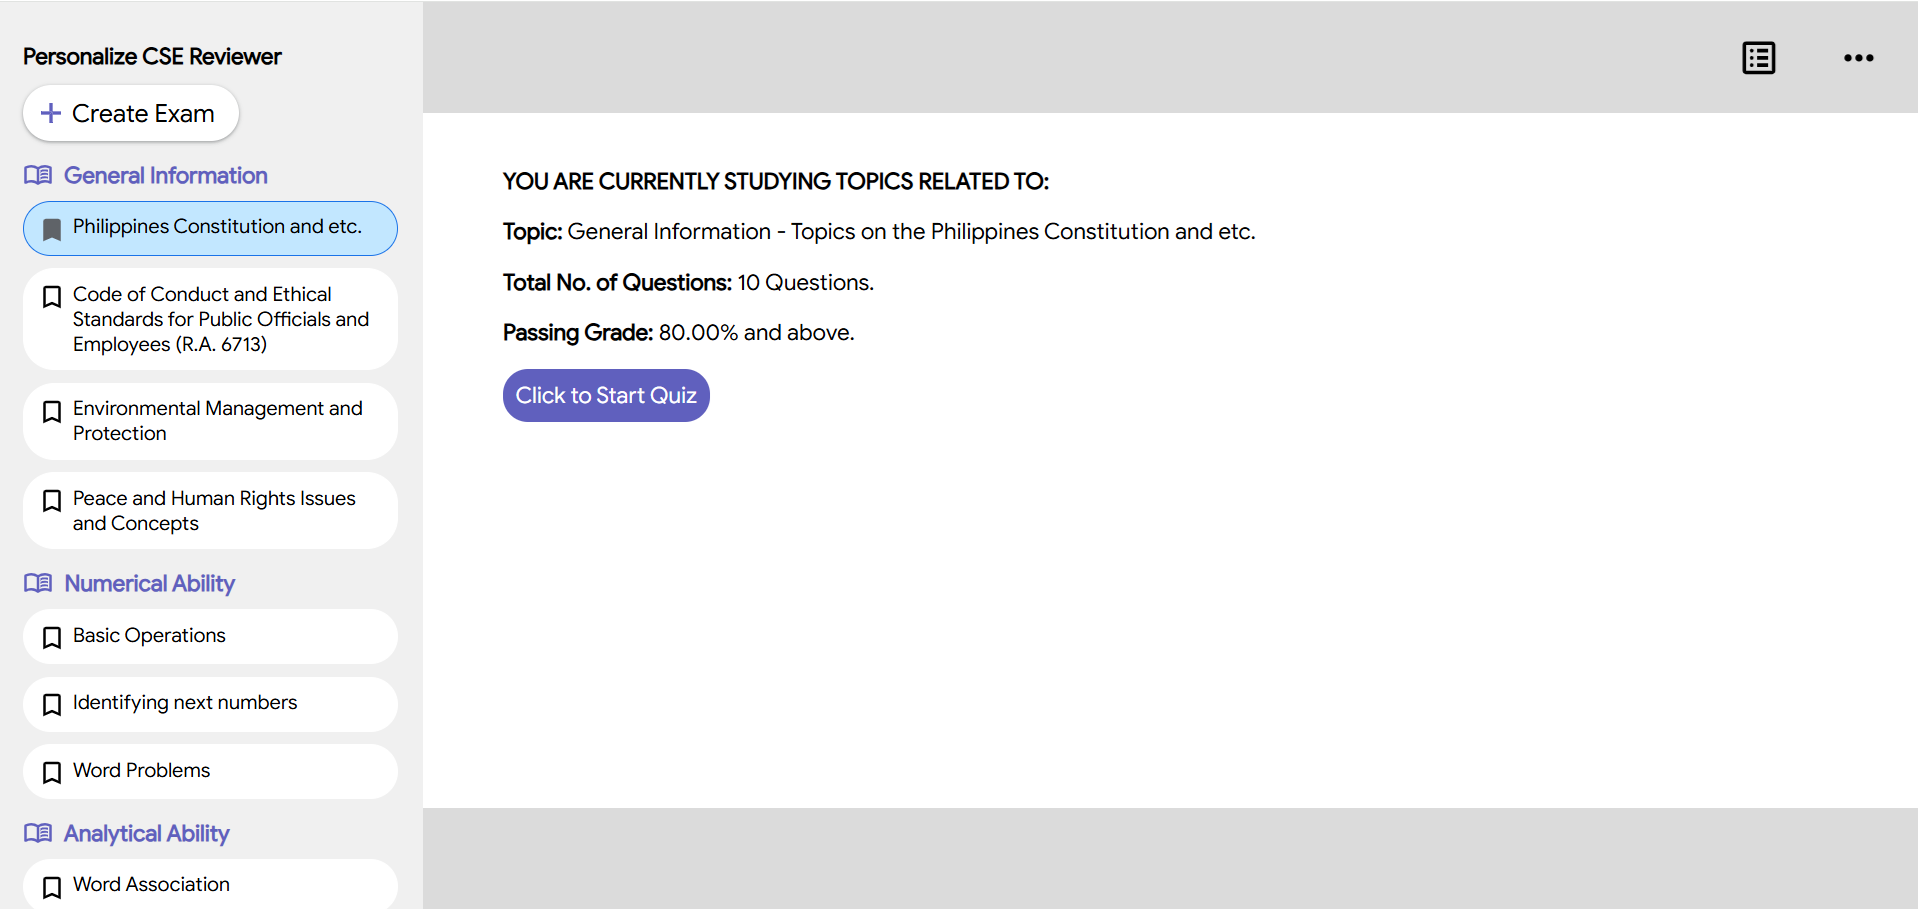 Personalize CSE Reviewer
Create Exam
General Information
Philippines Constitution and etc.
Code of Conduct and Ethical
Standards for Public Officials and
Employees (R.A. 6713)
Environmental Management and
Protection
Peace and Human Rights Issues
and Concepts
Numerical Ability
Basic Operations
Identifying next numbers
Word Problems
Analytical Ability
Word Association
YOU ARE CURRENTLY STUDYING TOPICS RELATED TO:
Topic: General Information - Topics on the Philippines Constitution and etc.
Total No. of Questions: 10 Questions.
Passing Grade: 80.00% and above.
Click to Start Quiz